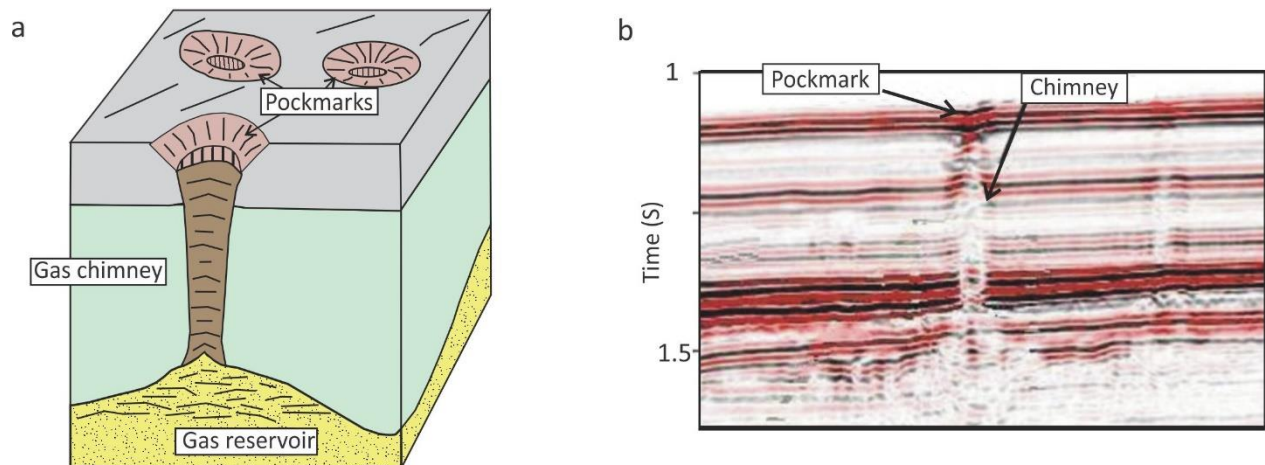 a
Pockmarks
Gas chimney
Gas reservoir
b
1
Pockmark
Chimney
Time (S)
1.5